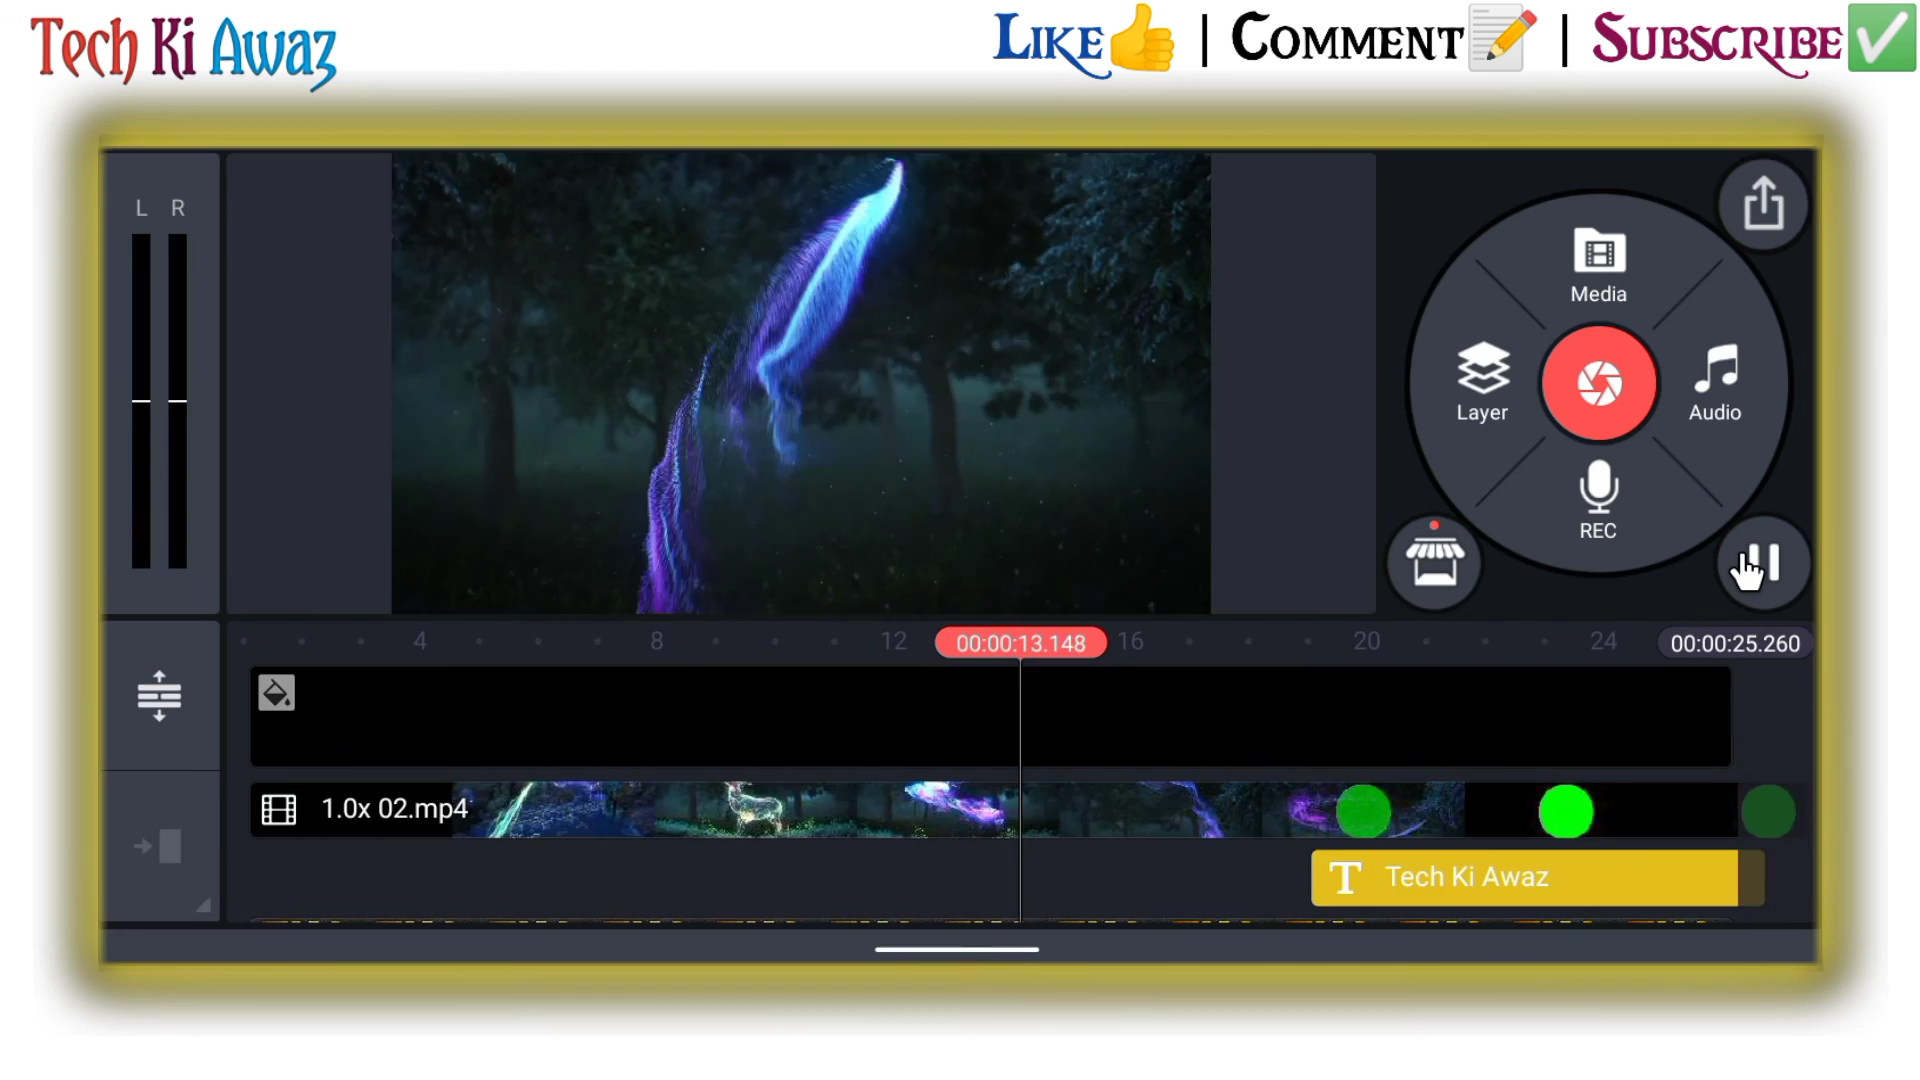 Tech Ki Awaz
Like👍 | Comment📝 | Subscribe✅
L R
Media
Layer
Audio
REC
4 8 12 00:00:13.148 16 20 24 00:00:25.260
1.0x 02.mp4
T Tech Ki Awaz